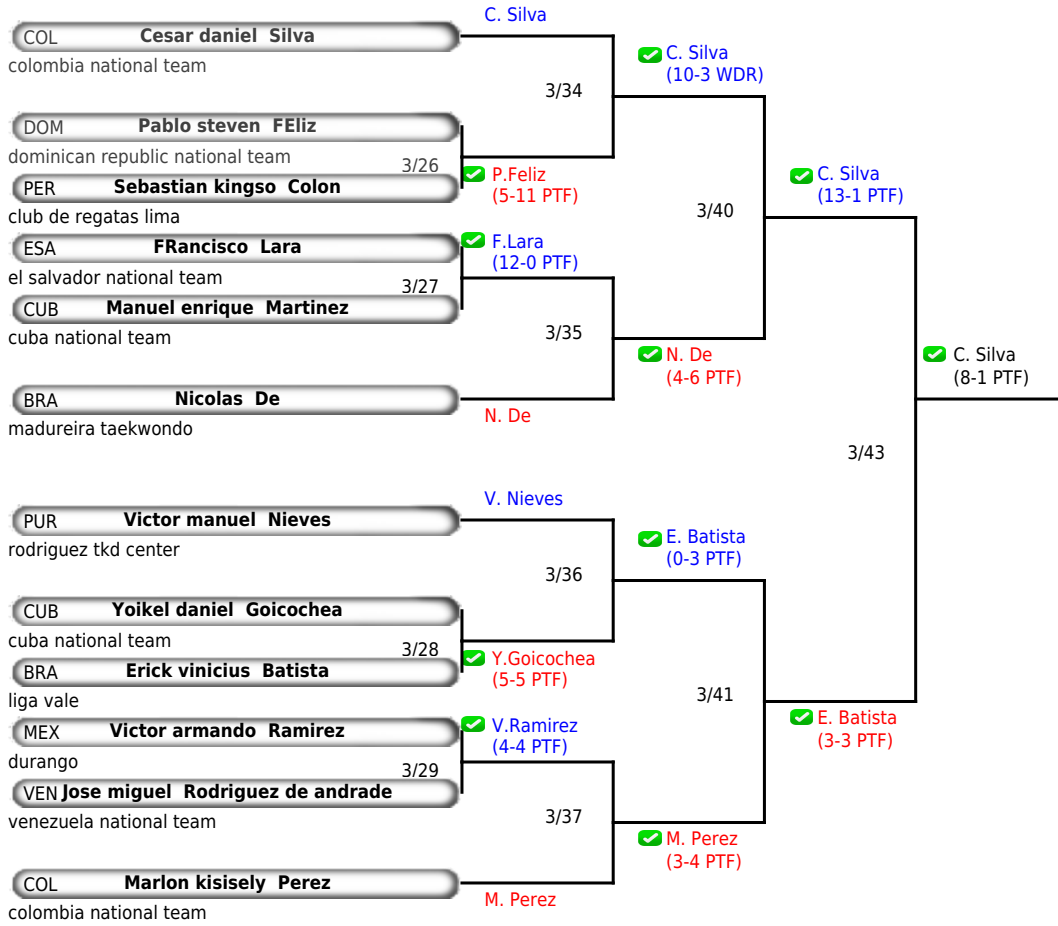 C. Silva
COL Cesar daniel Silva
colombia national team
C. Silva
(10-3 WDR)
3/34
DOM Pablo steven FEliz
dominican republic national team
3/26
P.Feliz
(5-11 PTF)
PER Sebastian kingso Colon
club de regatas lima
C. Silva
(13-1 PTF)
3/40
ESA FRancisco Lara
el salvador national team
F.Lara
(12-0 PTF)
3/27
CUB Manuel enrique Martinez
cuba national team
3/35
N. De
(4-6 PTF)
C. Silva
(8-1 PTF)
BRA Nicolas De
madureira taekwondo
N. De
3/43
V. Nieves
PUR Victor manuel Nieves
rodriguez tkd center
E. Batista
(0-3 PTF)
3/36
CUB Yoikel daniel Goicochea
cuba national team
3/28
Y.Goicochea
(5-5 PTF)
BRA Erick vinicius Batista
liga vale
3/41
E. Batista
(3-3 PTF)
MEX Victor armando Ramirez
durango
V.Ramirez
(4-4 PTF)
3/29
VEN Jose miguel Rodriguez de andrade
venezuela national team
3/37
M. Perez
(3-4 PTF)
COL Marlon kisisely Perez
colombia national team
M. Perez